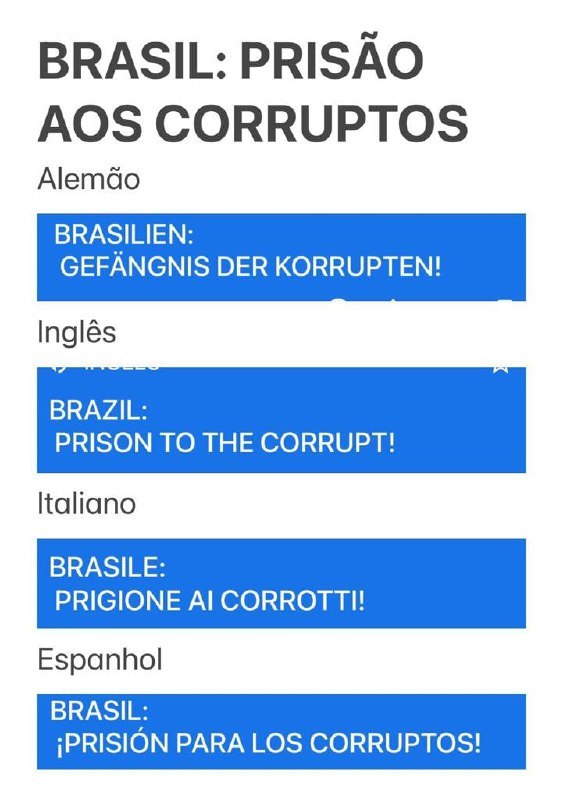 BRASIL: PRISÃO
AOS CORRUPTOS
Alemão
BRASILIEN:
GEFÄNGNIS DER KORRUPTEN!
Inglês
BRAZIL:
PRISON TO THE CORRUPT!
Italiano
BRASILE:
PRIGIONE AI CORROTTI!
Espanhol
BRASIL:
¡PRISIÓN PARA LOS CORRUPTOS!